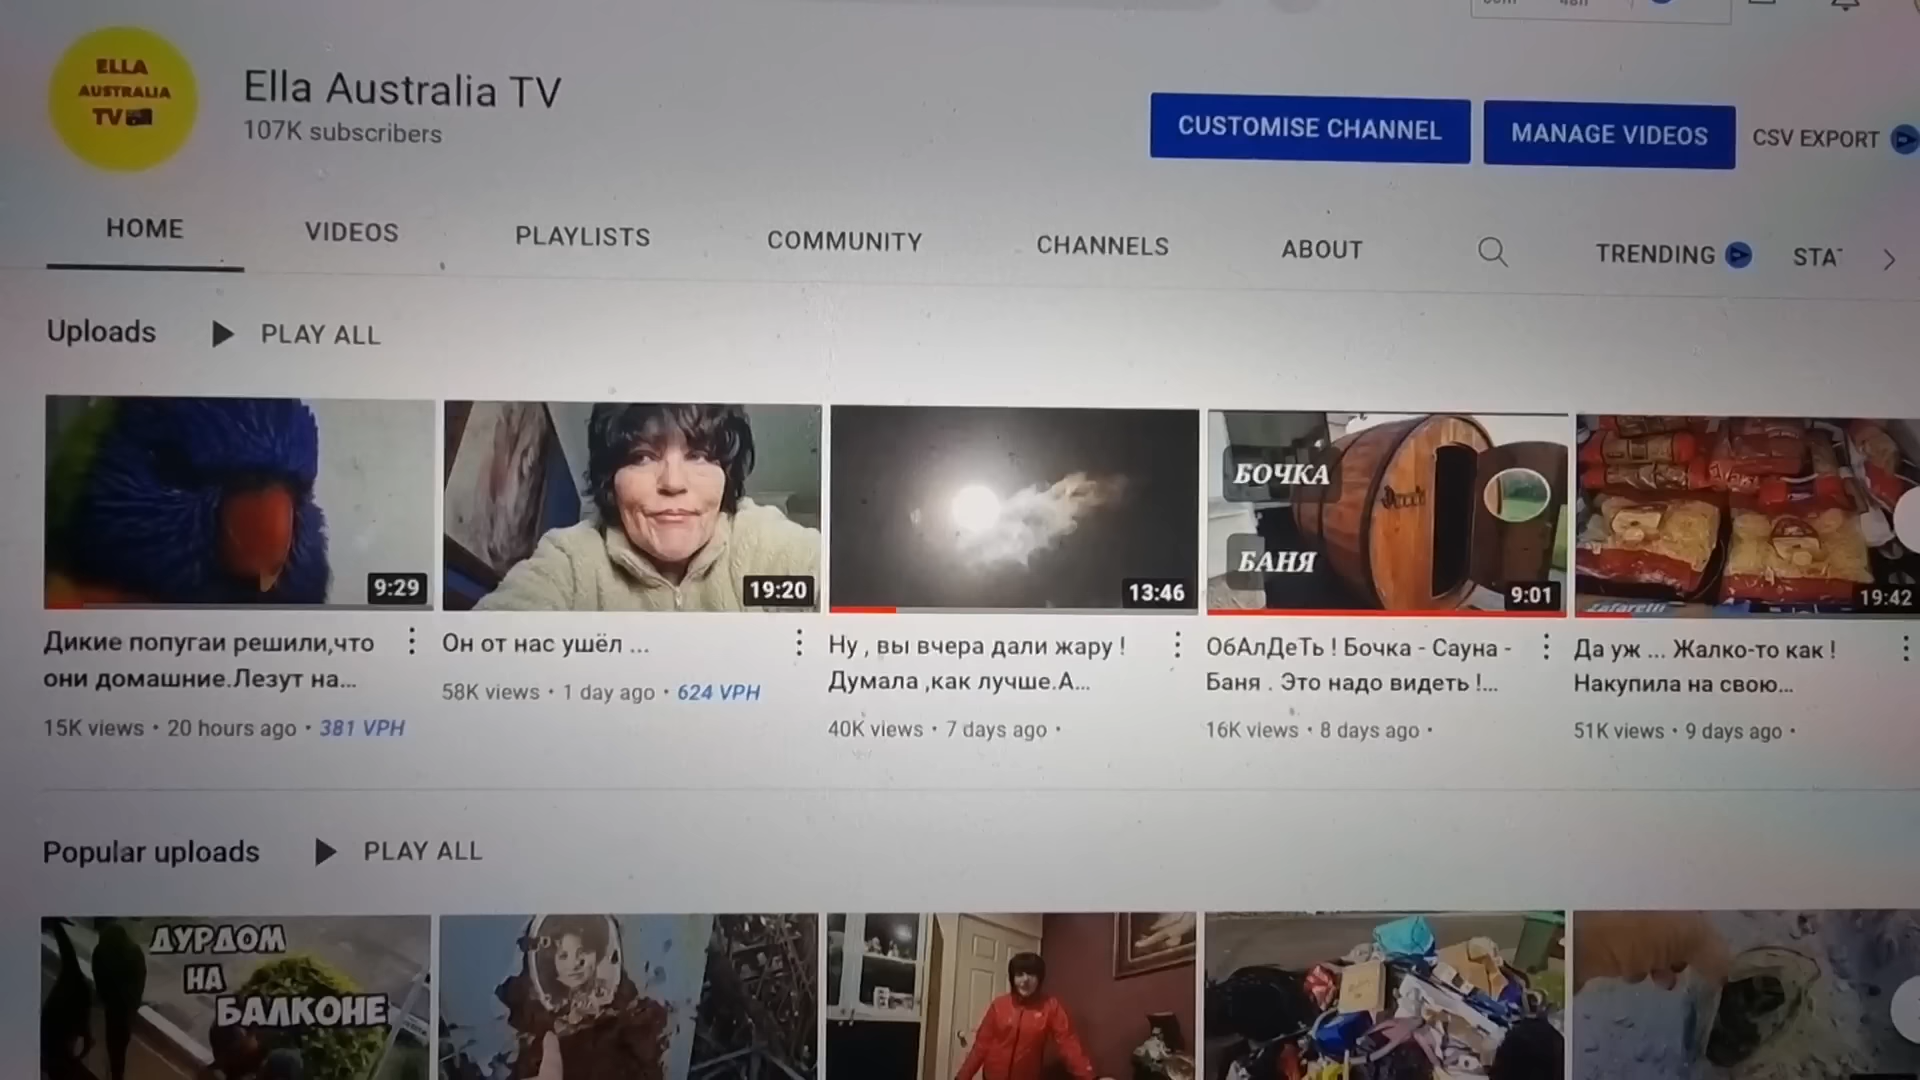 ELLA
AUSTRALIA
TV
Ella Australia TV
107K subscribers
CUSTOMISE CHANNEL
MANAGE VIDEOS
CSV EXPORT
HOME
VIDEOS
PLAYLISTS
COMMUNITY
CHANNELS
ABOUT
TRENDING
STAT
Uploads
PLAY ALL
9:29
19:20
13:46
БОЧКА
БАНЯ
9:01
Zafarelli
19:42
Дикие попугаи решили,что
они домашние.Лезут на...
15K views • 20 hours ago • 381 VPH
Он от нас ушёл ...
58K views • 1 day ago • 624 VPH
Ну , вы вчера дали жару !
Думала ,как лучше.А...
40K views • 7 days ago •
ОбАлДеТь ! Бочка - Сауна -
Баня . Это надо видеть !...
16K views • 8 days ago •
Да уж ... Жалко-то как !
Накупила на свою...
51K views • 9 days ago •
Popular uploads
PLAY ALL
ДУРДОМ
НА
БАЛКОНЕ